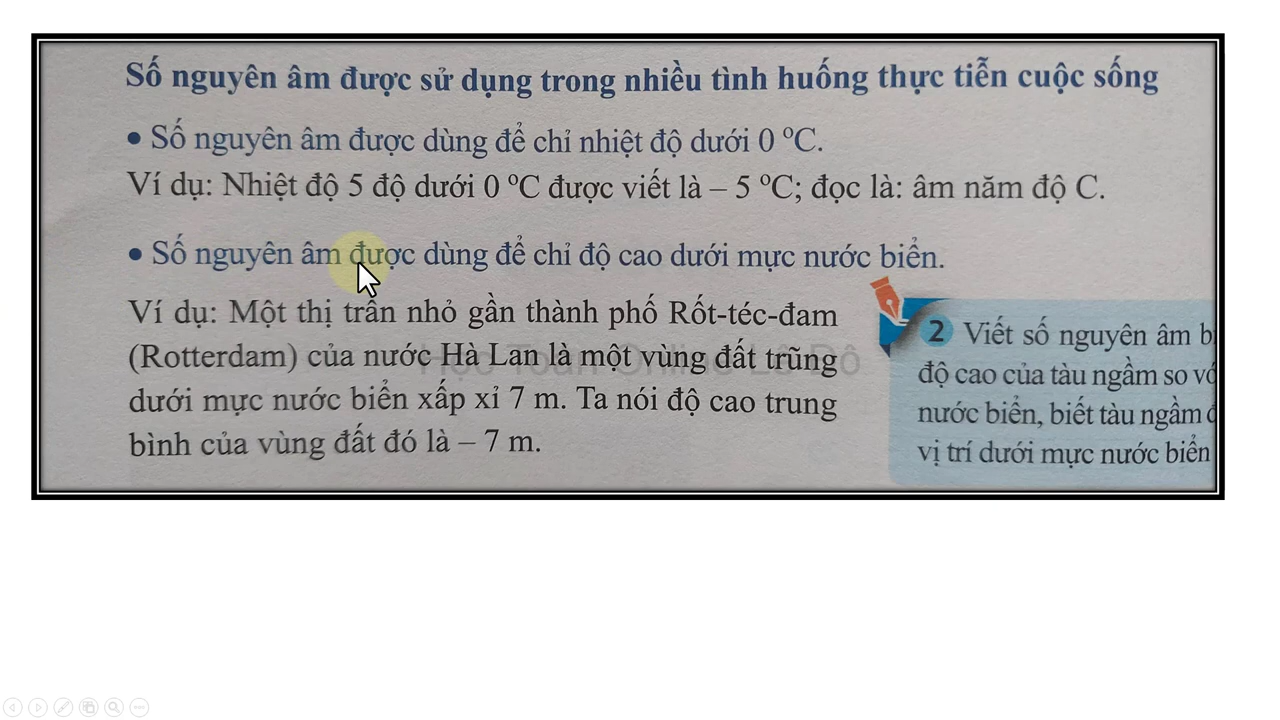 Số nguyên âm được sử dụng trong nhiều tình huống thực tiễn cuộc sống
• Số nguyên âm được dùng để chỉ nhiệt độ dưới 0 °C.
Ví dụ: Nhiệt độ 5 độ dưới 0 °C được viết là – 5 °C; đọc là: âm năm độ C.
• Số nguyên âm được dùng để chỉ độ cao dưới mực nước biển.
Ví dụ: Một thị trấn nhỏ gần thành phố Rốt-téc-đam
(Rotterdam) của nước Hà Lan là một vùng đất trũng
dưới mực nước biển xấp xỉ 7 m. Ta nói độ cao trung
bình của vùng đất đó là – 7 m.
Học Toán Online Lê Đô
2 Viết số nguyên âm
độ cao của tàu ngầm so
nước biển, biết tàu ngầm
vị trí dưới mực nước biển